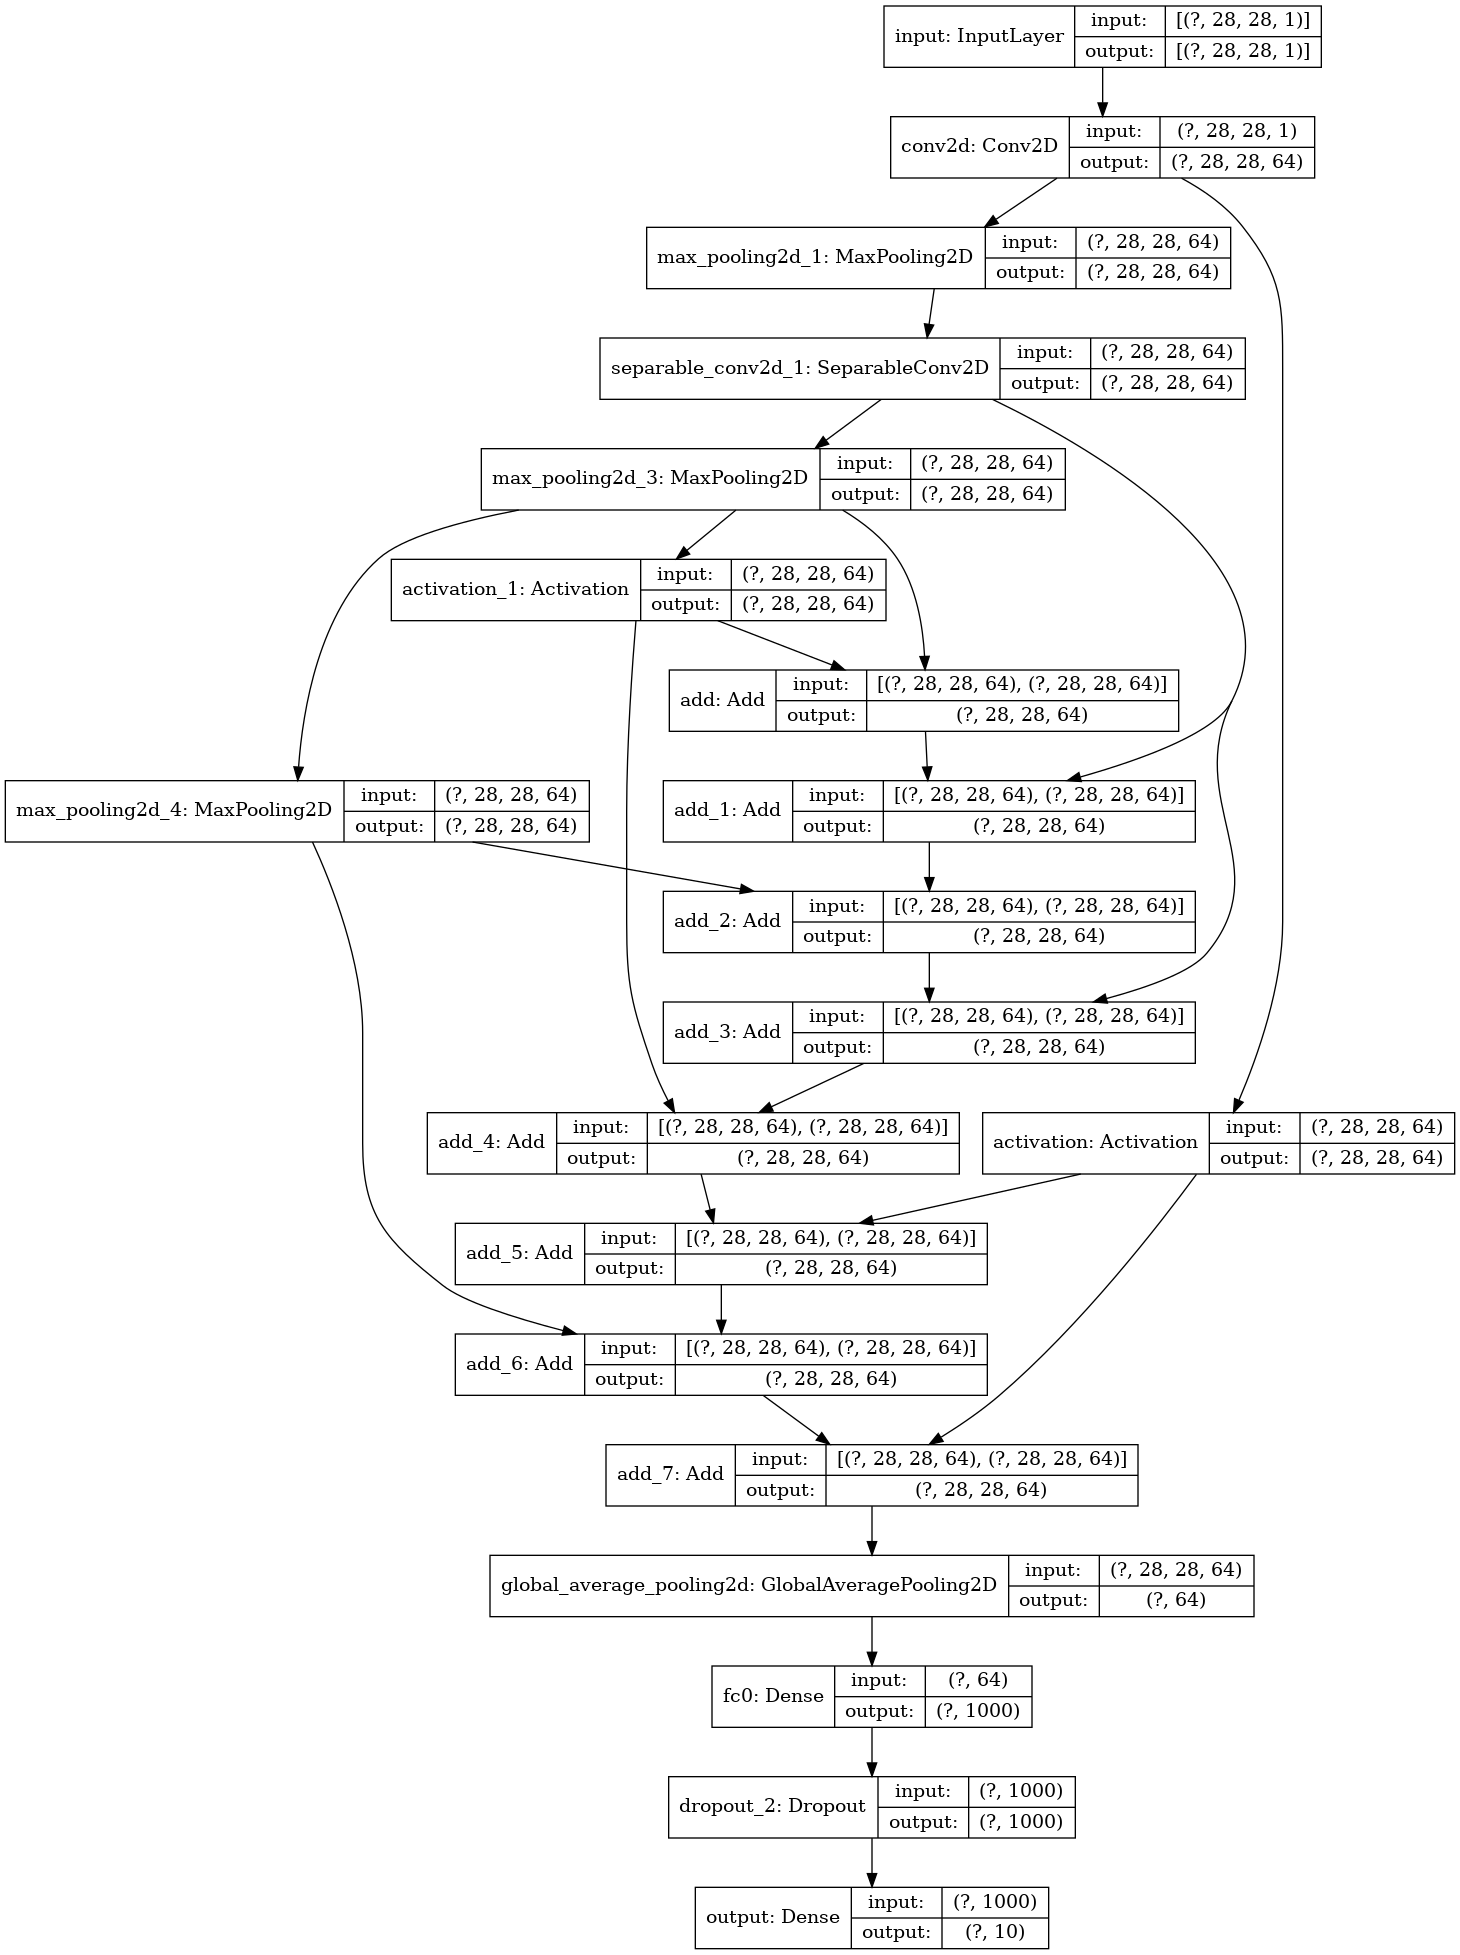 input: InputLayer
input:
[(?, 28, 28, 1)]
output:
[(?, 28, 28, 1)]
conv2d: Conv2D
input:
(?, 28, 28, 1)
output:
(?, 28, 28, 64)
max_pooling2d_1: MaxPooling2D
input:
(?, 28, 28, 64)
output:
(?, 28, 28, 64)
separable_conv2d_1: SeparableConv2D
input:
(?, 28, 28, 64)
output:
(?, 28, 28, 64)
max_pooling2d_3: MaxPooling2D
input:
(?, 28, 28, 64)
output:
(?, 28, 28, 64)
activation_1: Activation
input:
(?, 28, 28, 64)
output:
(?, 28, 28, 64)
add: Add
input:
[(?, 28, 28, 64), (?, 28, 28, 64)]
output:
(?, 28, 28, 64)
max_pooling2d_4: MaxPooling2D
input:
(?, 28, 28, 64)
output:
(?, 28, 28, 64)
add_1: Add
input:
[(?, 28, 28, 64), (?, 28, 28, 64)]
output:
(?, 28, 28, 64)
add_2: Add
input:
[(?, 28, 28, 64), (?, 28, 28, 64)]
output:
(?, 28, 28, 64)
add_3: Add
input:
[(?, 28, 28, 64), (?, 28, 28, 64)]
output:
(?, 28, 28, 64)
add_4: Add
input:
[(?, 28, 28, 64), (?, 28, 28, 64)]
output:
(?, 28, 28, 64)
activation: Activation
input:
(?, 28, 28, 64)
output:
(?, 28, 28, 64)
add_5: Add
input:
[(?, 28, 28, 64), (?, 28, 28, 64)]
output:
(?, 28, 28, 64)
add_6: Add
input:
[(?, 28, 28, 64), (?, 28, 28, 64)]
output:
(?, 28, 28, 64)
add_7: Add
input:
[(?, 28, 28, 64), (?, 28, 28, 64)]
output:
(?, 28, 28, 64)
global_average_pooling2d: GlobalAveragePooling2D
input:
(?, 28, 28, 64)
output:
(?, 64)
fc0: Dense
input:
(?, 64)
output:
(?, 1000)
dropout_2: Dropout
input:
(?, 1000)
output:
(?, 1000)
output: Dense
input:
(?, 1000)
output:
(?, 10)